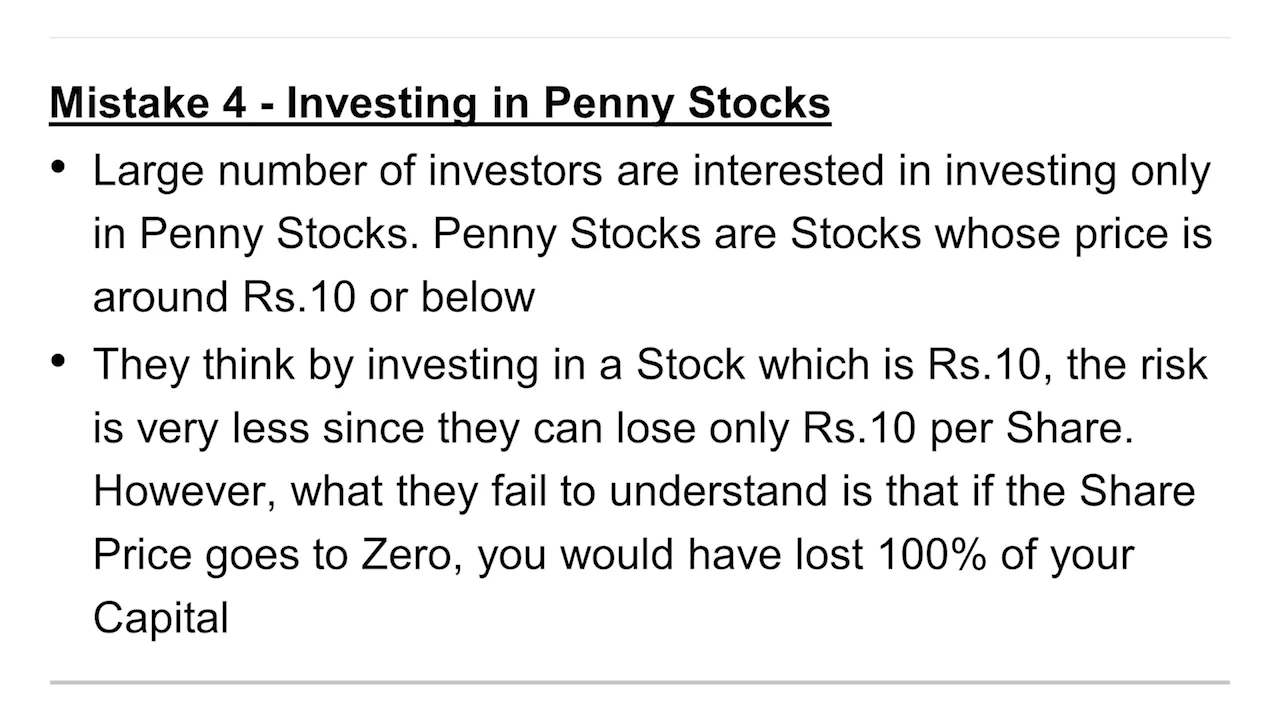 Mistake 4 - Investing in Penny Stocks
• Large number of investors are interested in investing only
in Penny Stocks. Penny Stocks are Stocks whose price is
around Rs.10 or below
• They think by investing in a Stock which is Rs.10, the risk
is very less since they can lose only Rs.10 per Share.
However, what they fail to understand is that if the Share
Price goes to Zero, you would have lost 100% of your
Capital